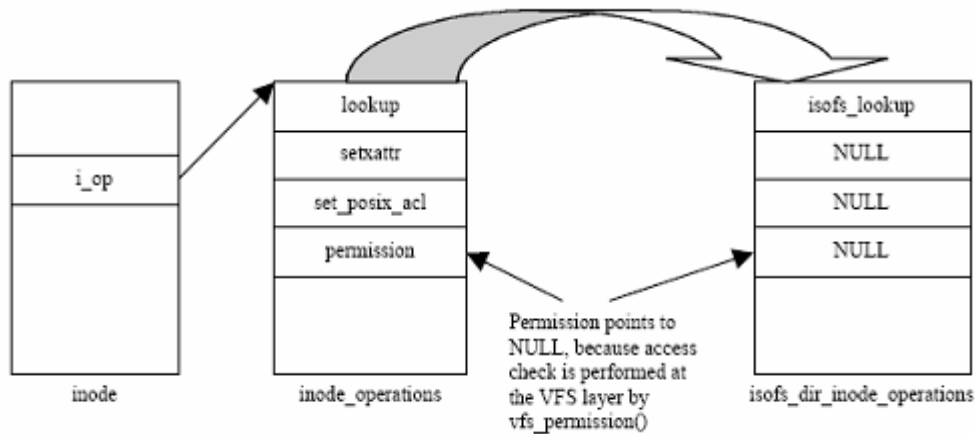 i_op
inode
lookup
setxattr
set_posix_acl
permission
inode_operations
Permission points to
NULL, because access
check is performed at
the VFS layer by
vfs_permission()
isofs_lookup
NULL
NULL
NULL
isofs_dir_inode_operations